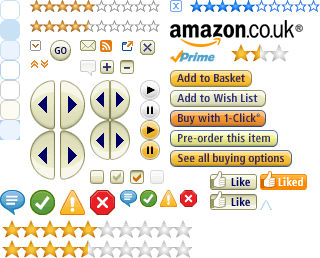 amazon.co.uk®
GO
Prime
Add to Basket
Add to Wish List
Buy with 1-Click®
Pre-order this item
See all buying options
Like
Liked
Like